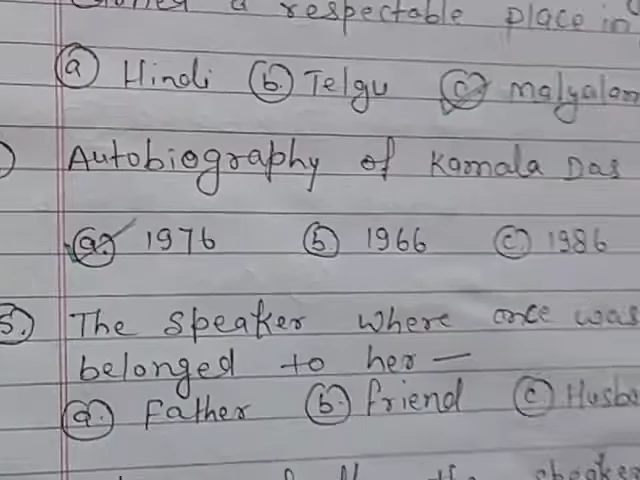 a respectable place in
(a) Hindi (b.) Telgu (c) malyalam
Autobiography of Kamala Das
(a.) 1976 (b) 1966 (c) 1986
5.) The speaker where once was
belonged to her —
(a.) Father (b.) friend (c) Husba